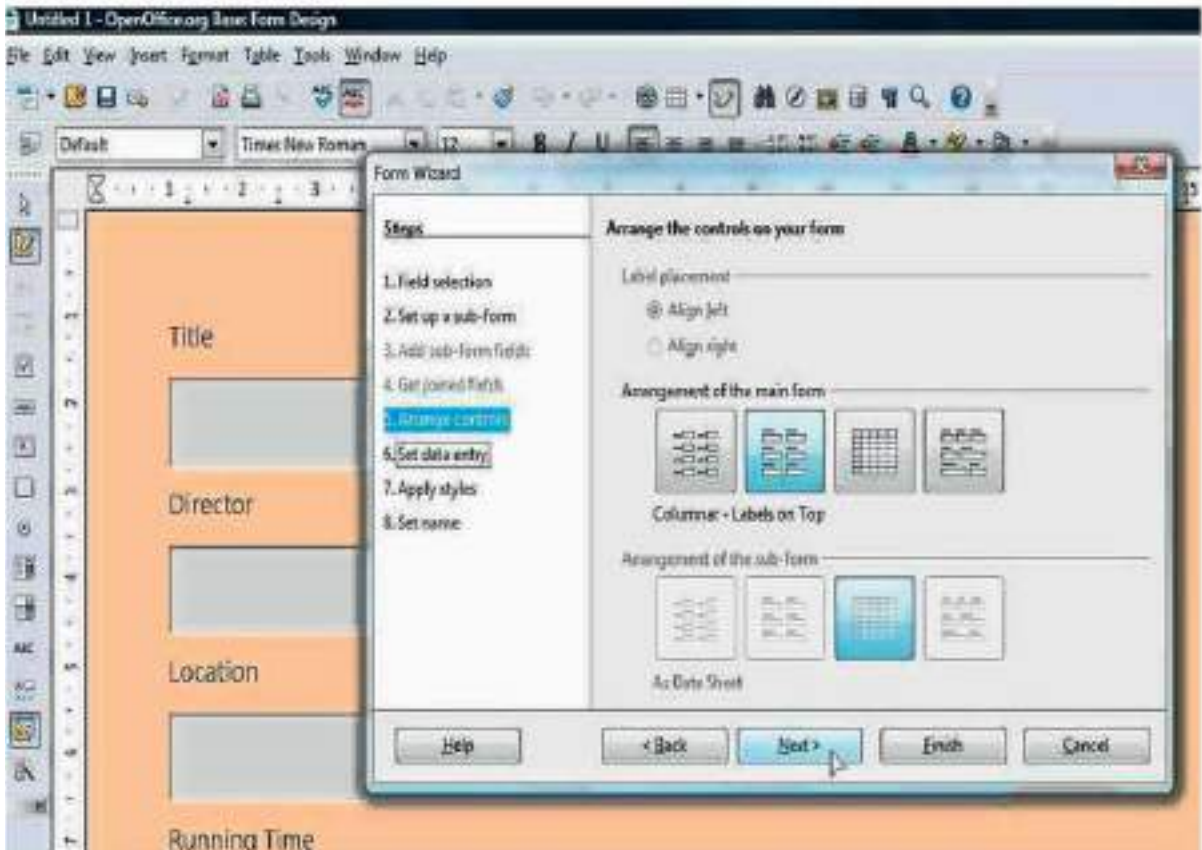 Untitled 1 - OpenOffice.org Base: Form Design
File Edit View Insert Format Table Tools Window Help
Default Times New Roman 12 B I U
1 2 3 15
Form Wizard
Steps
1. Field selection
2. Set up a sub-form
3. Add sub-form fields
4. Get joined fields
5. Arrange controls
6. Set data entry
7. Apply styles
8. Set name
Arrange the controls on your form
Label placement
Align left
Align right
Arrangement of the main form
Columnar - Labels on Top
Arrangement of the sub-form
As Data Sheet
Help < Back Next > Finish Cancel
Title
Director
Location
Running Time